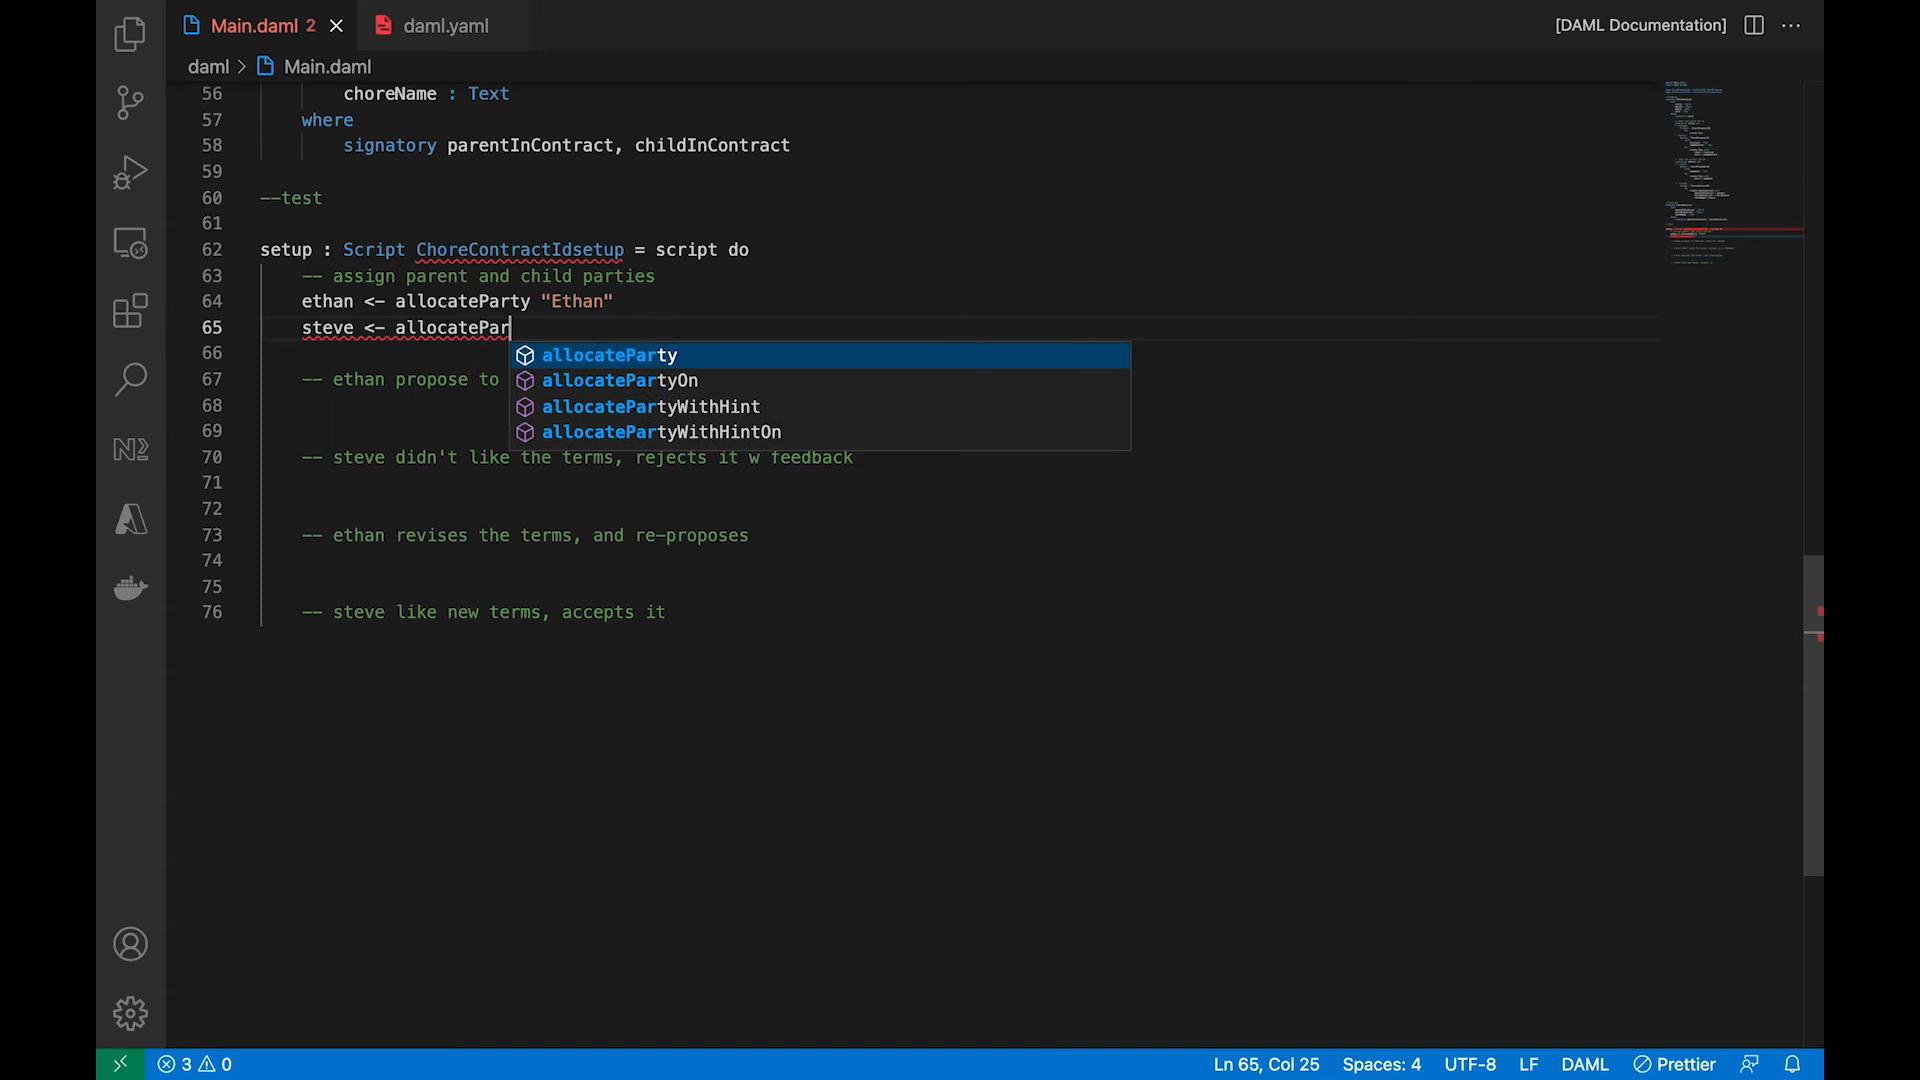 Main.daml 2
daml.yaml
[DAML Documentation]
daml > Main.daml
56 choreName : Text
57 where
58 signatory parentInContract, childInContract
59
60 --test
61
62 setup : Script ChoreContractIdsetup = script do
63 -- assign parent and child parties
64 ethan <- allocateParty "Ethan"
65 steve <- allocatePar
allocateParty
66
allocatePartyOn
67 -- ethan propose to
allocatePartyWithHint
68
allocatePartyWithHintOn
69
70 -- steve didn't like the terms, rejects it w feedback
71
72
73 -- ethan revises the terms, and re-proposes
74
75
76 -- steve like new terms, accepts it
3 0 Ln 65, Col 25 Spaces: 4 UTF-8 LF DAML Prettier